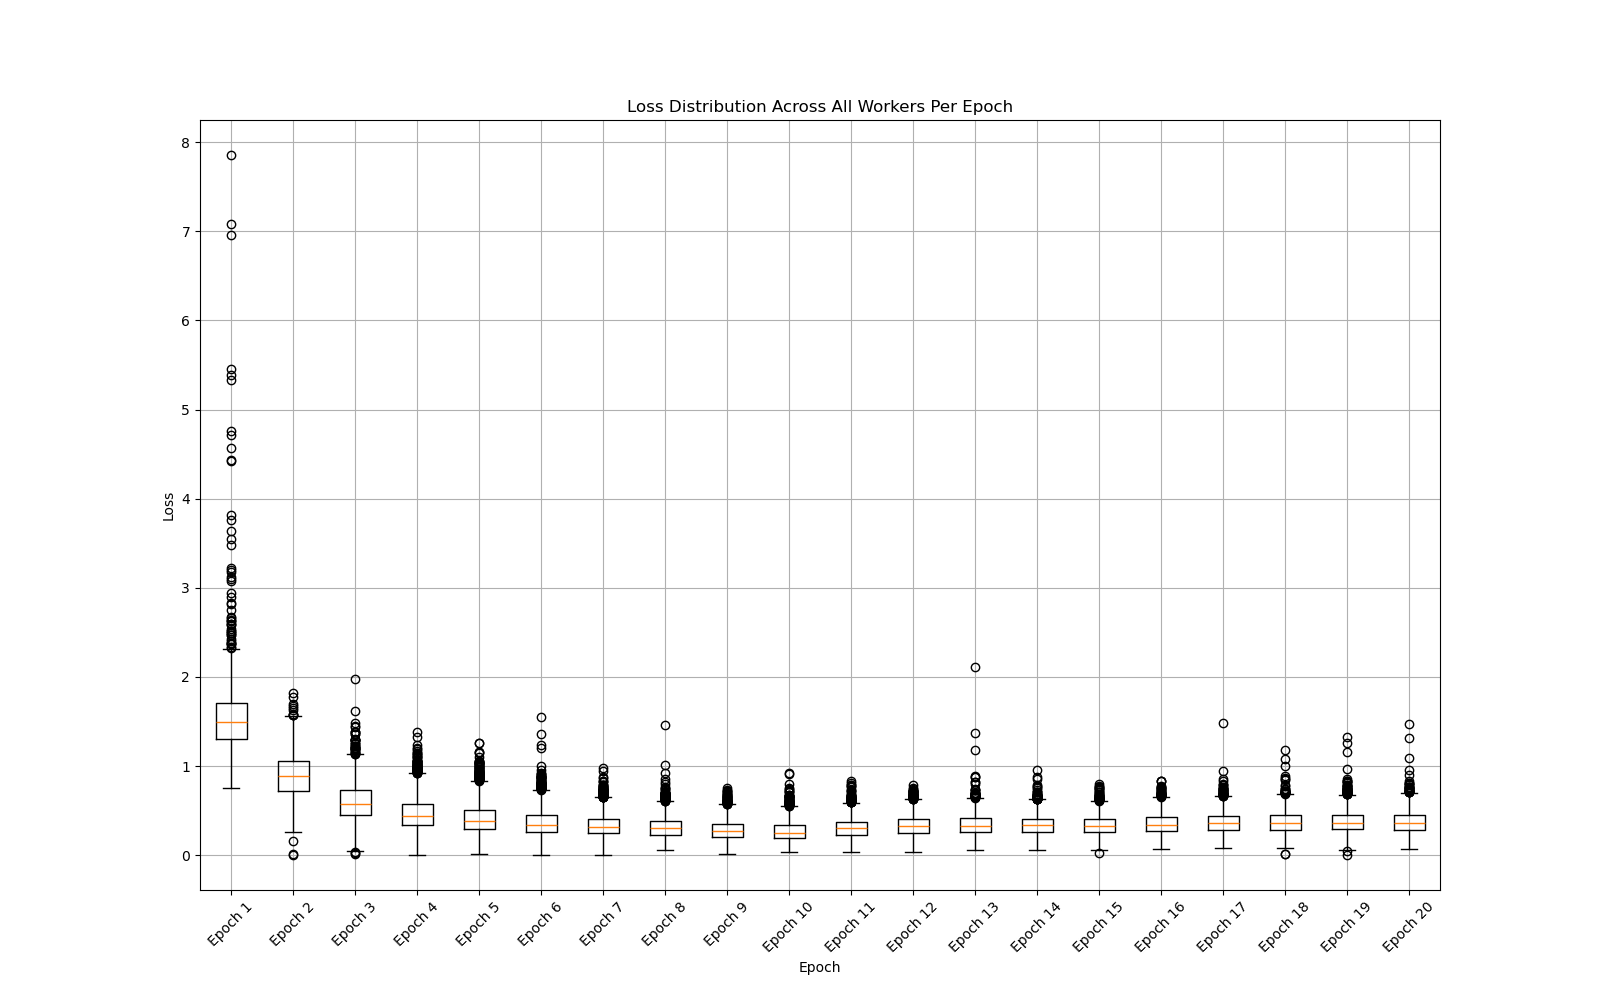 Loss Distribution Across All Workers Per Epoch
8
7
6
5
4
3
2
1
0
Loss
Epoch 1
Epoch 2
Epoch 3
Epoch 4
Epoch 5
Epoch 6
Epoch 7
Epoch 8
Epoch 9
Epoch 10
Epoch 11
Epoch 12
Epoch 13
Epoch 14
Epoch 15
Epoch 16
Epoch 17
Epoch 18
Epoch 19
Epoch 20
Epoch